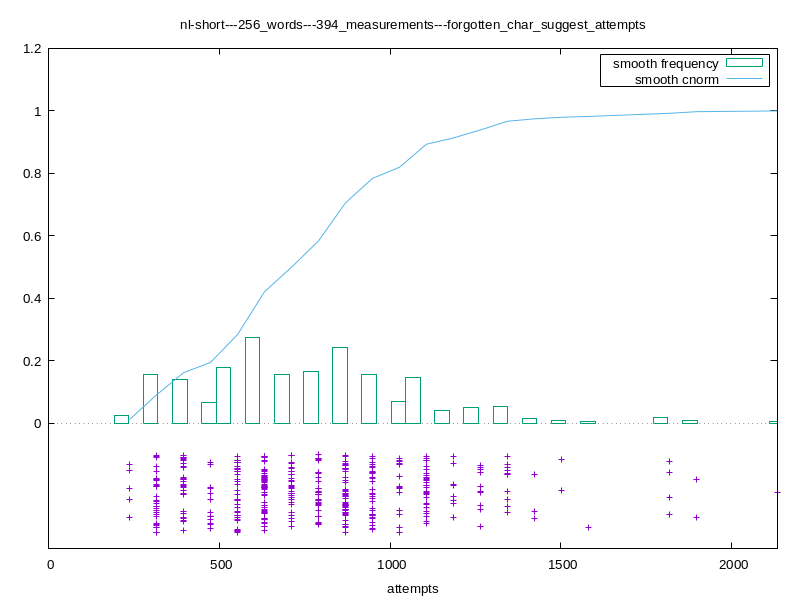 nl-short---256_words---394_measurements---forgotten_char_suggest_attempts
smooth frequency
smooth cnorm
1.2
1
0.8
0.6
0.4
0.2
0
0 500 1000 1500 2000
attempts